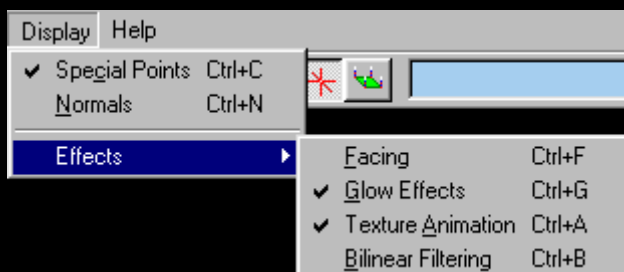 Display Help
Special Points Ctrl+C
Normals Ctrl+N
Effects
Facing Ctrl+F
Glow Effects Ctrl+G
Texture Animation Ctrl+A
Bilinear Filtering Ctrl+B